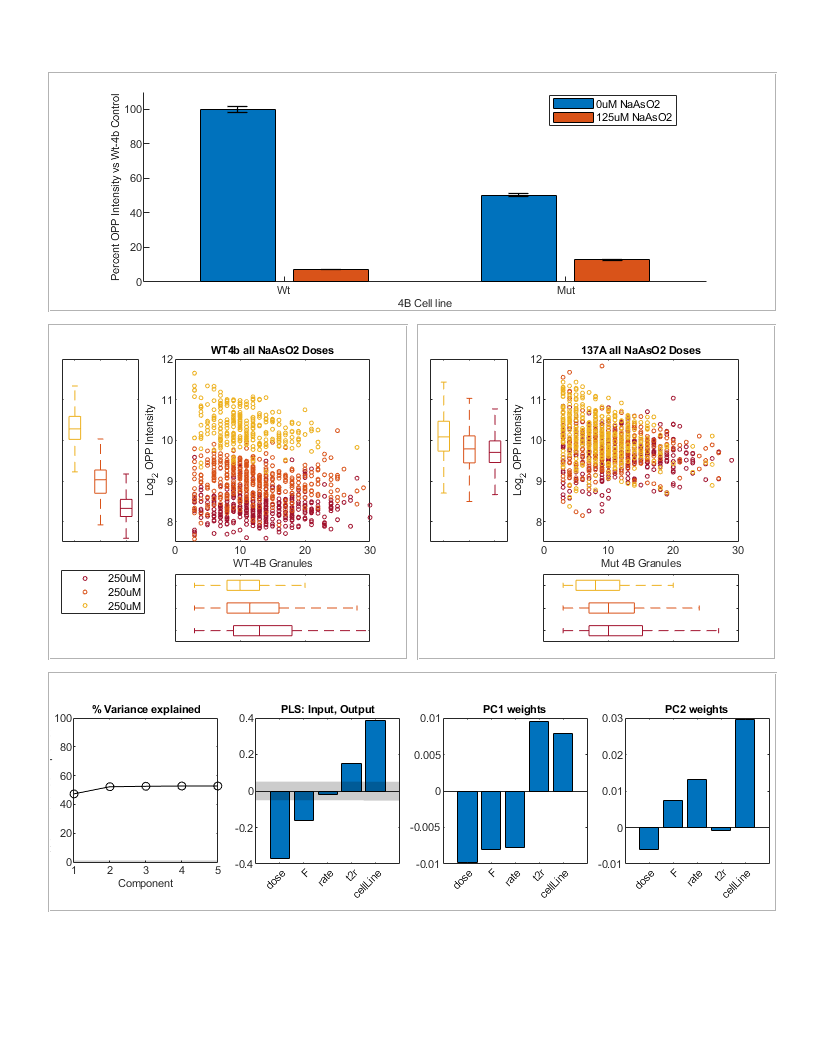 Percent OPP Intensity vs Wt-4b Control
100
80
60
40
20
0
0uM NaAsO2
125uM NaAsO2
Wt
Mut
4B Cell line
WT4b all NaAsO2 Doses
Log2 OPP Intensity
12
11
10
9
8
0
10
20
30
WT-4B Granules
250uM
250uM
250uM
137A all NaAsO2 Doses
Log2 OPP Intensity
12
11
10
9
8
0
10
20
30
Mut 4B Granules
% Variance explained
100
80
60
40
20
0
1
2
3
4
5
Component
PLS: Input, Output
0.4
0.2
0
-0.2
-0.4
dose
F
rate
t2r
cellLine
PC1 weights
0.01
0.005
0
-0.005
-0.01
dose
F
rate
t2r
cellLine
PC2 weights
0.03
0.02
0.01
0
-0.01
dose
F
rate
t2r
cellLine